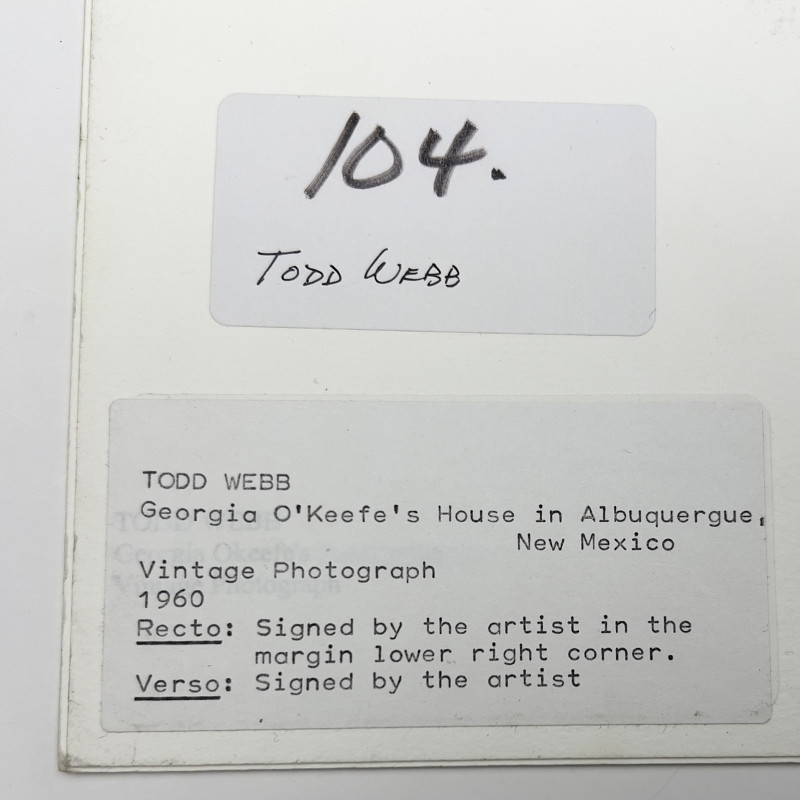 104.
TODD WEBB
TODD WEBB
Georgia O'Keefe's House in Albuquergue,
New Mexico
Vintage Photograph
1960
Recto: Signed by the artist in the
margin lower right corner.
Verso: Signed by the artist